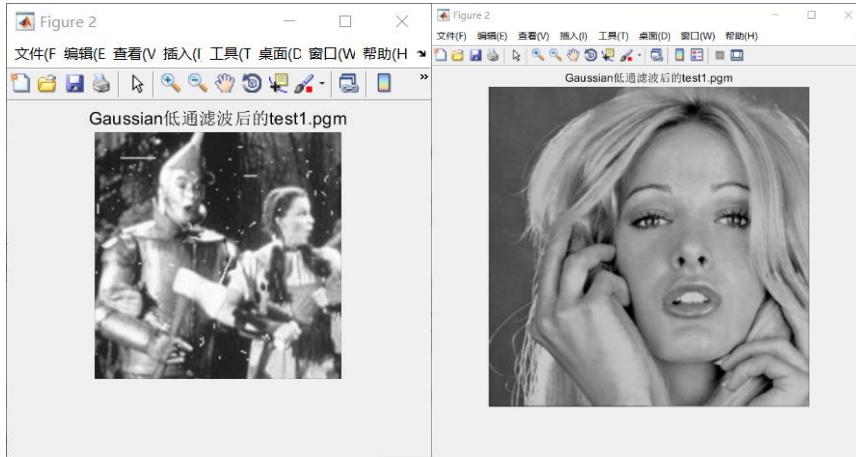 Figure 2
文件(F 编辑(E 查看(V 插入(I 工具(T 桌面(D 窗口(W 帮助(H
Gaussian低通滤波后的test1.pgm
Figure 2
文件(F) 编辑(E) 查看(V) 插入(I) 工具(T) 桌面(D) 窗口(W) 帮助(H)
Gaussian低通滤波后的test1.pgm